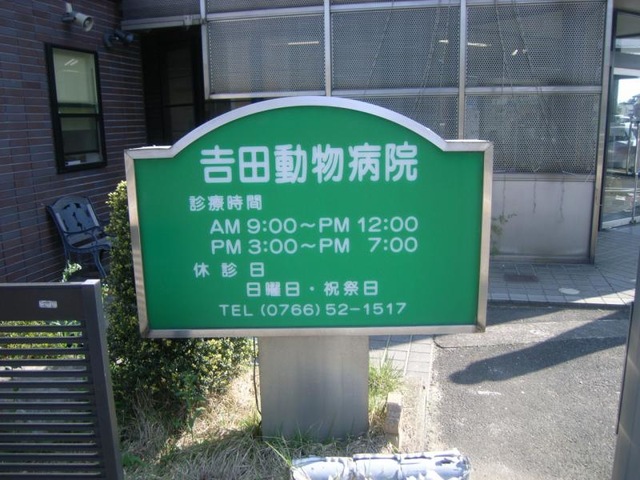 𠮷田動物病院
診療時間
AM 9:00～PM 12:00
PM 3:00～PM 7:00
休診日
日曜日・祝祭日
TEL (0766) 52-1517